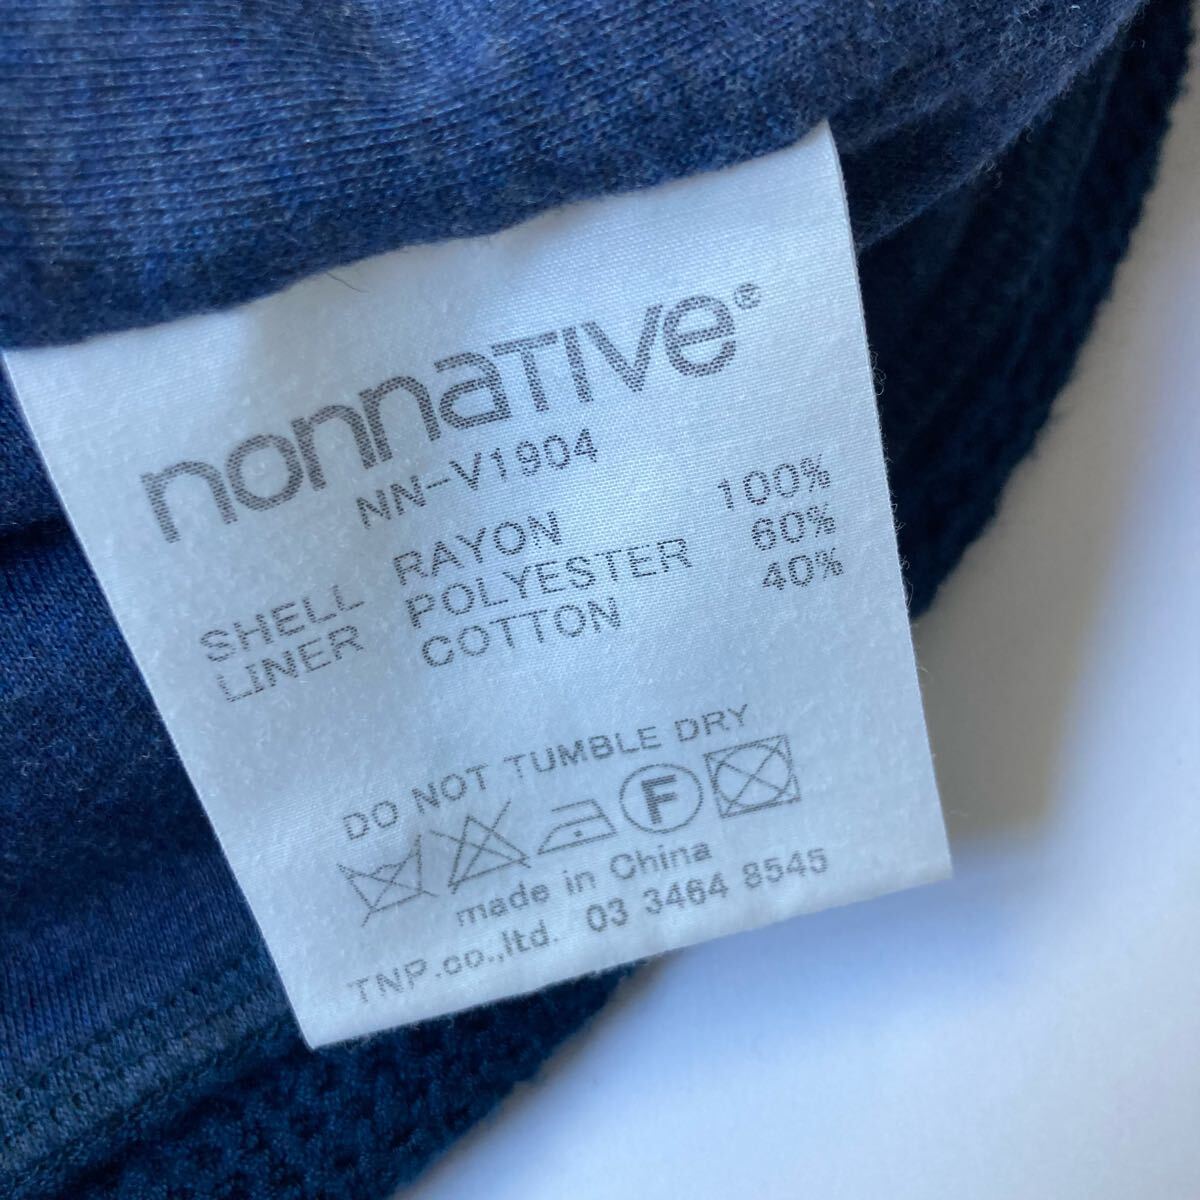 nonnative®
NN-V1904
SHELL RAYON 100%
LINER POLYESTER 60%
COTTON 40%
DO NOT TUMBLE DRY
F
made in China
TNP.co.,ltd. 03 3464 8545